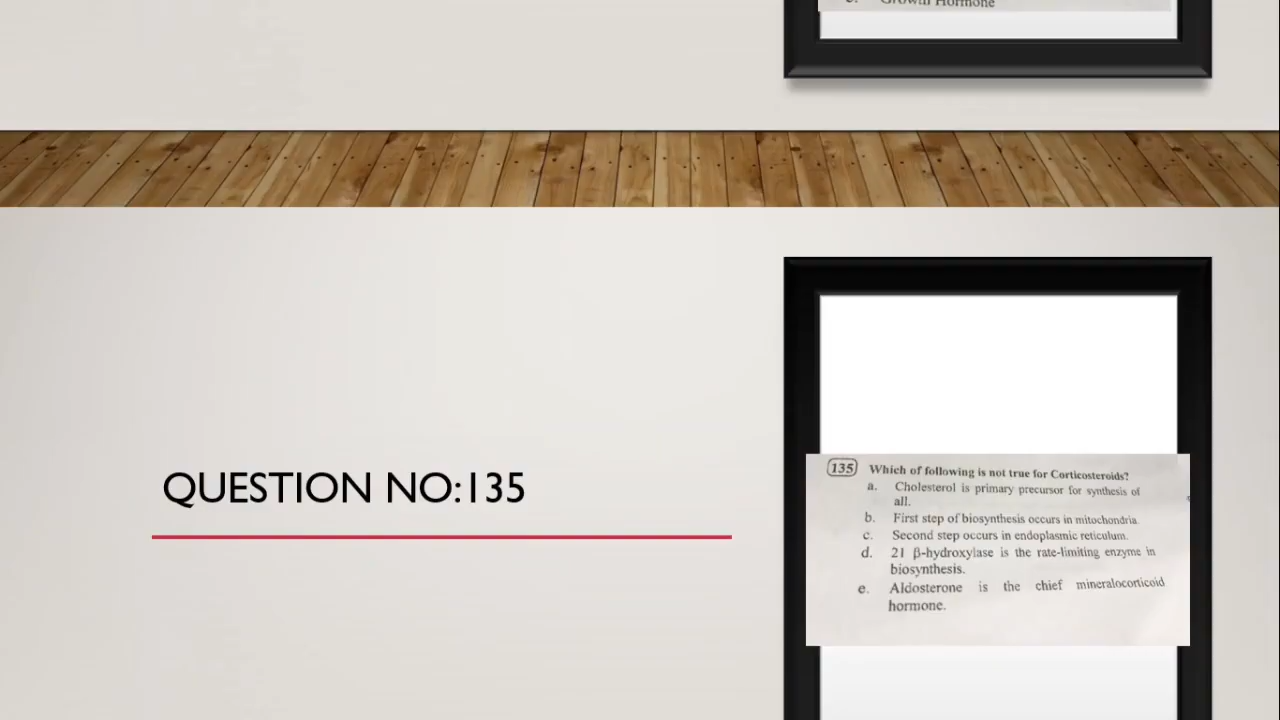 Growth Hormone
QUESTION NO:135
135 Which of following is not true for Corticosteroids?
a. Cholesterol is primary precursor for synthesis of
all.
b. First step of biosynthesis occurs in mitochondria.
c. Second step occurs in endoplasmic reticulum.
d. 21 β-hydroxylase is the rate-limiting enzyme in
biosynthesis.
e. Aldosterone is the chief mineralocorticoid
hormone.